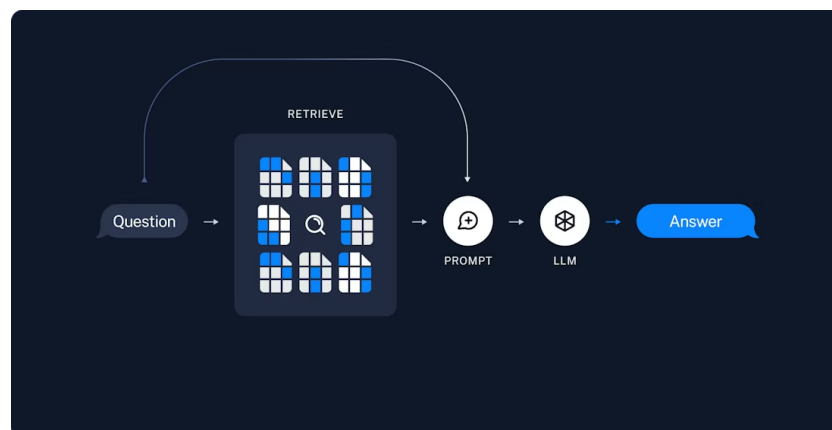 RETRIEVE
Question
PROMPT
LLM
Answer